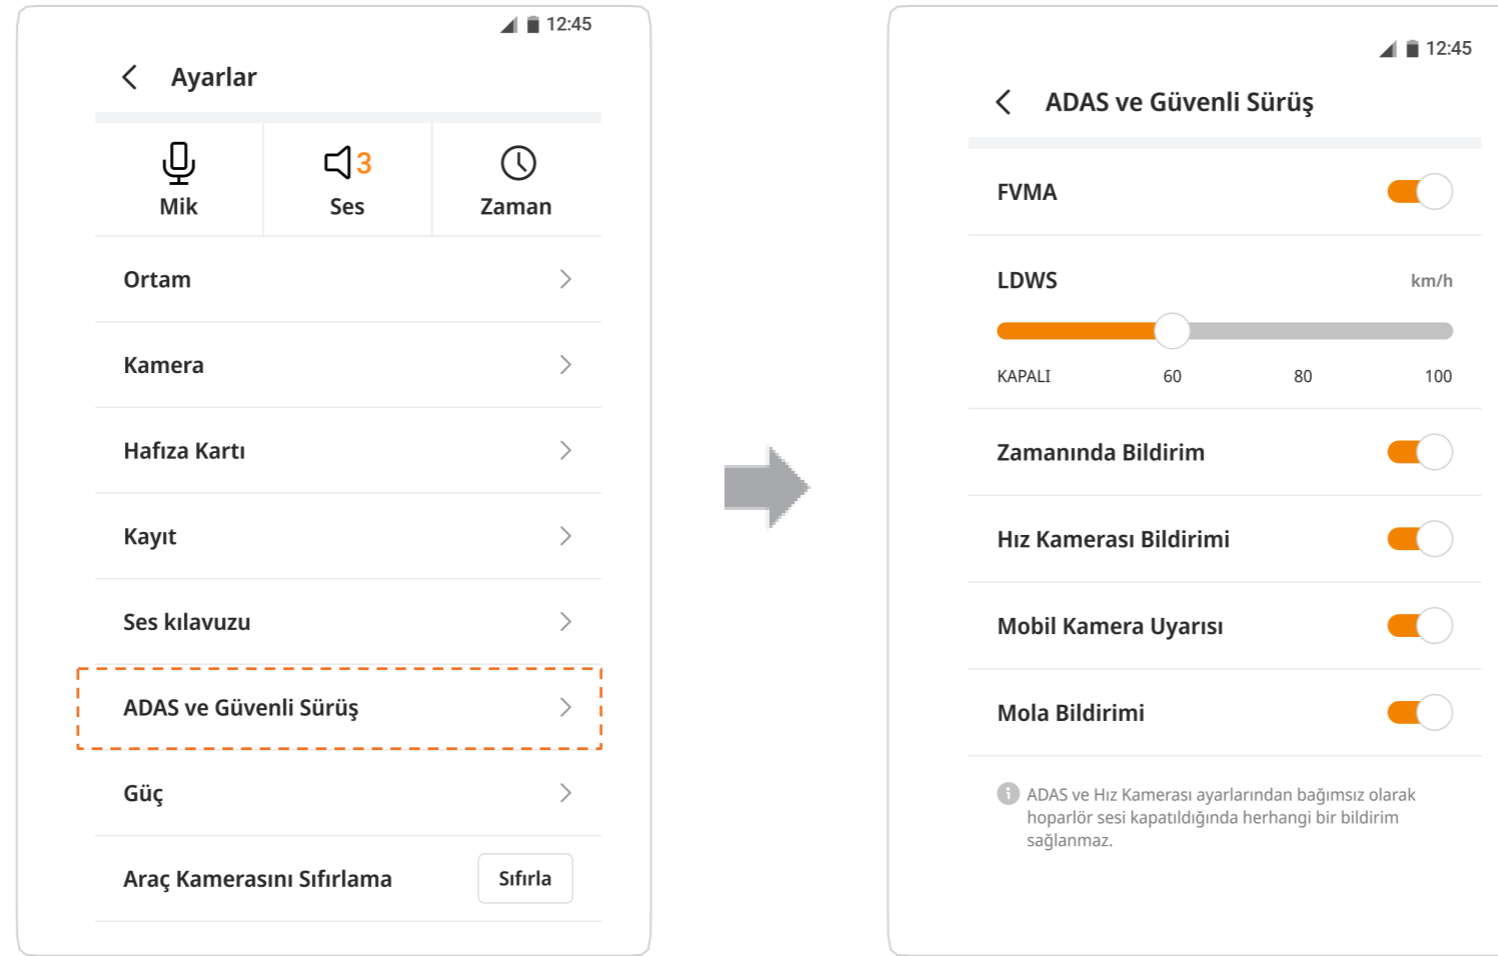 12:45
Ayarlar
3
Mik
Ses
Zaman
Ortam
Kamera
Hafıza Kartı
Kayıt
Ses kılavuzu
ADAS ve Güvenli Sürüş
Güç
Araç Kamerasını Sıfırlama
Sıfırla
12:45
ADAS ve Güvenli Sürüş
FVMA
LDWS
km/h
KAPALI
60
80
100
Zamanında Bildirim
Hız Kamerası Bildirimi
Mobil Kamera Uyarısı
Mola Bildirimi
ADAS ve Hız Kamerası ayarlarından bağımsız olarak
hoparlör sesi kapatıldığında herhangi bir bildirim
sağlanmaz.